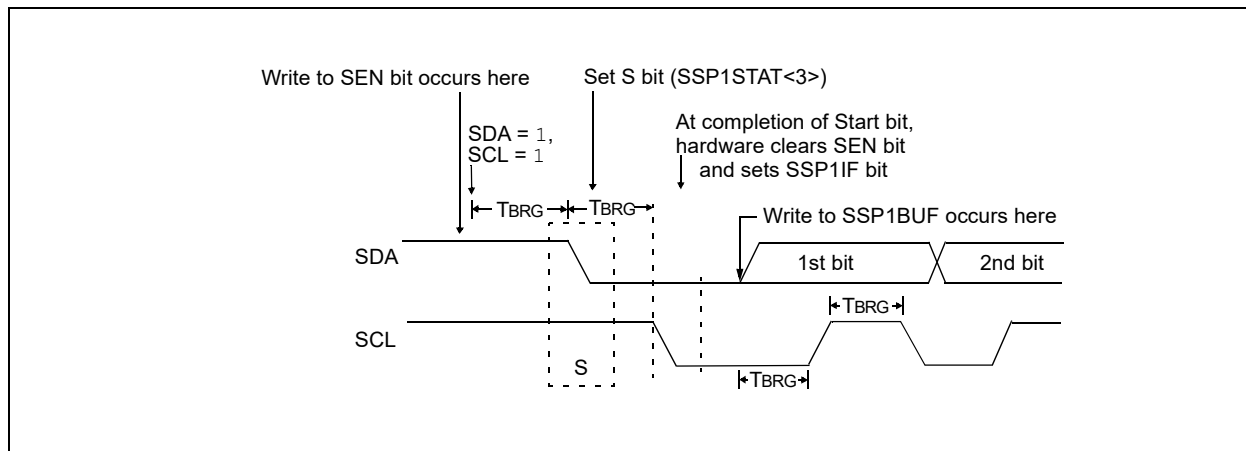 Write to SEN bit occurs here
Set S bit (SSP1STAT<3>)
SDA = 1,
SCL = 1
At completion of Start bit,
hardware clears SEN bit
and sets SSP1IF bit
TBRG
TBRG
Write to SSP1BUF occurs here
SDA
1st bit
2nd bit
TBRG
SCL
S
TBRG